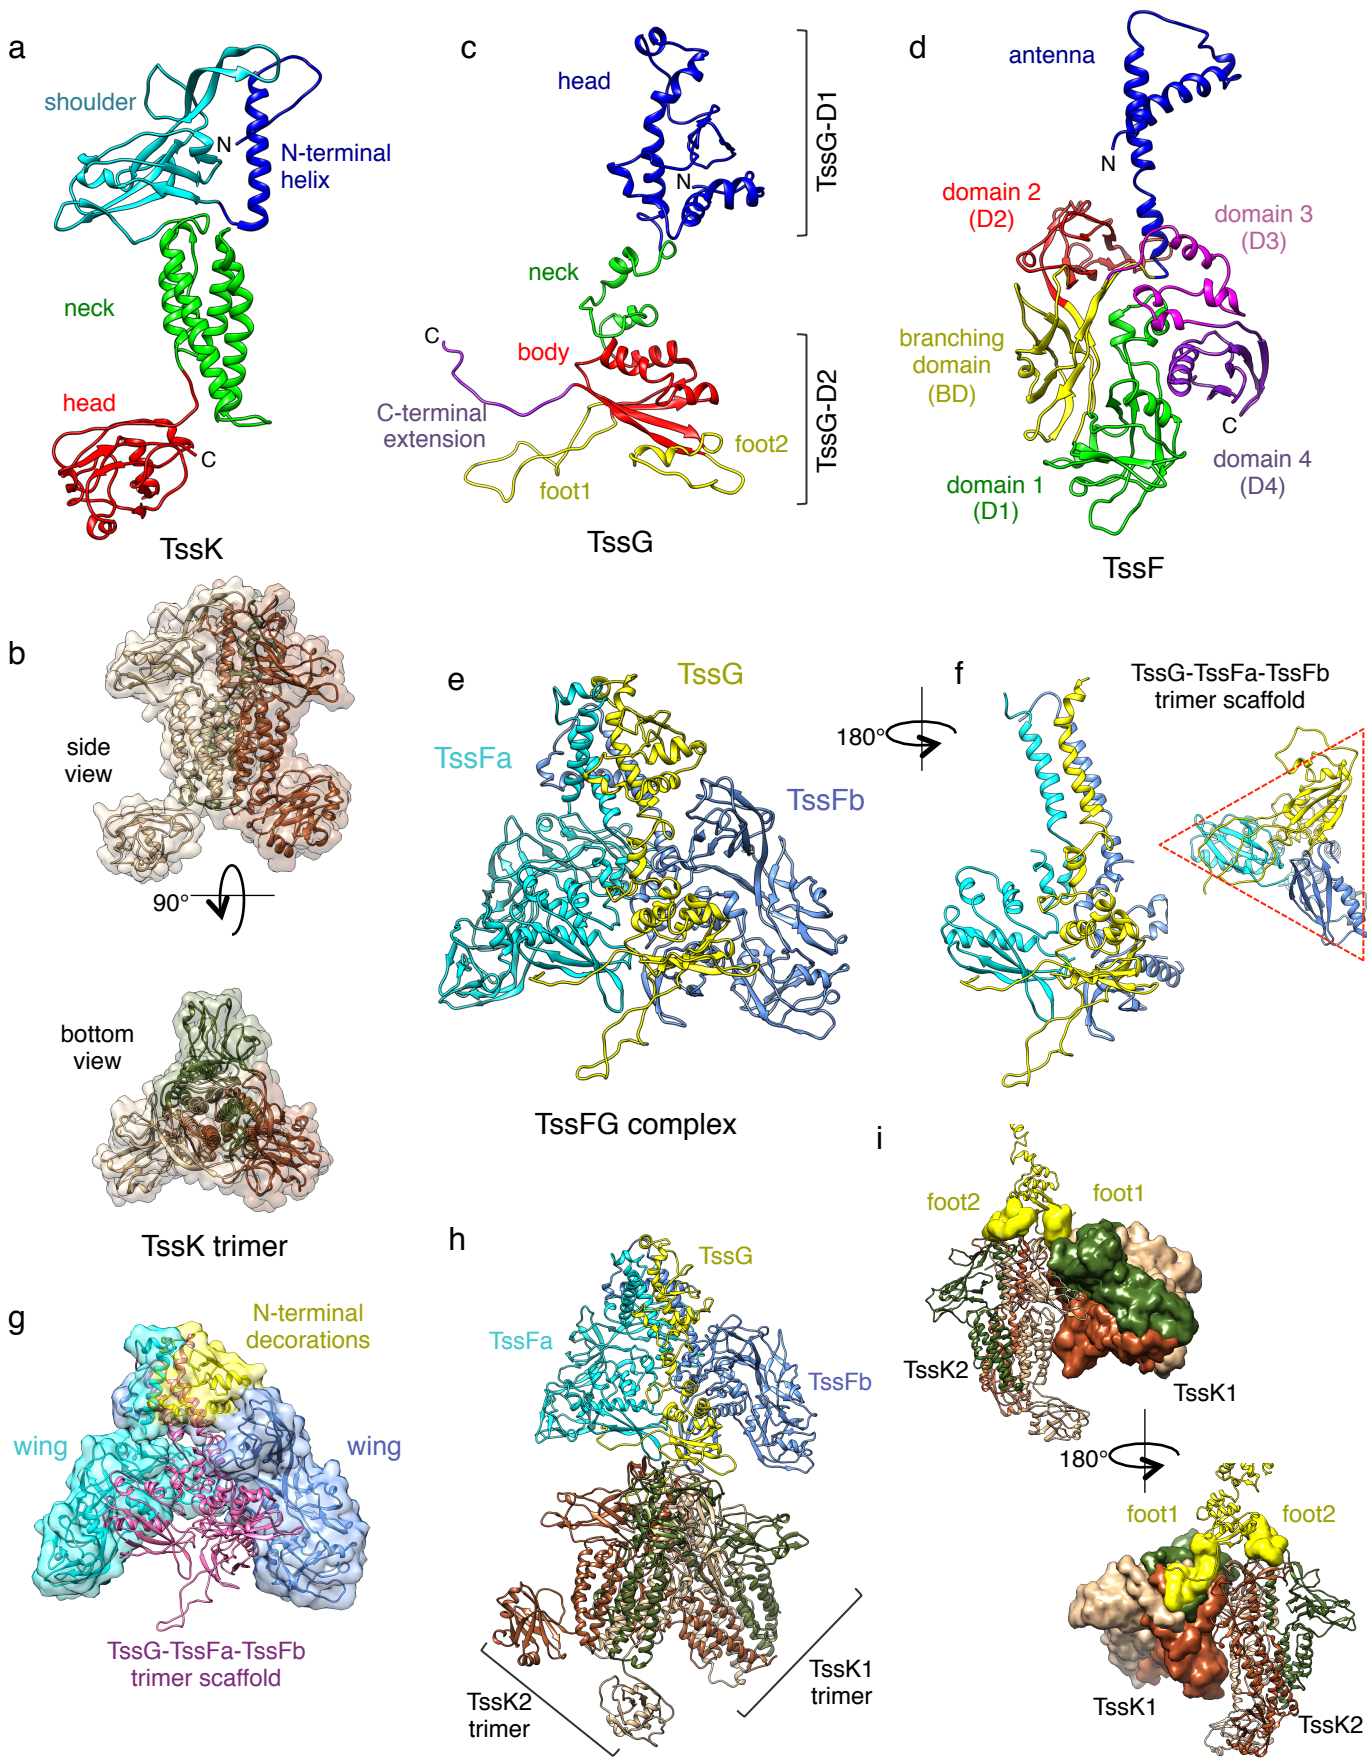 a
shoulder
N
N-terminal
helix
neck
head
C
TssK
b
side
view
90°
bottom
view
TssK trimer
c
head
N
TssG-D1
neck
C
body
C-terminal
extension
foot2
foot1
TssG-D2
TssG
d
antenna
N
domain 2
(D2)
domain 3
(D3)
branching
domain
(BD)
C
domain 1
(D1)
domain 4
(D4)
TssF
e
TssG
TssFa
TssFb
TssFG complex
180°
f
TssG-TssFa-TssFb
trimer scaffold
g
N-terminal
decorations
wing
wing
TssG-TssFa-TssFb
trimer scaffold
h
TssG
TssFa
TssFb
TssK2
trimer
TssK1
trimer
i
foot2
foot1
TssK2
TssK1
180°
foot1
foot2
TssK1
TssK2